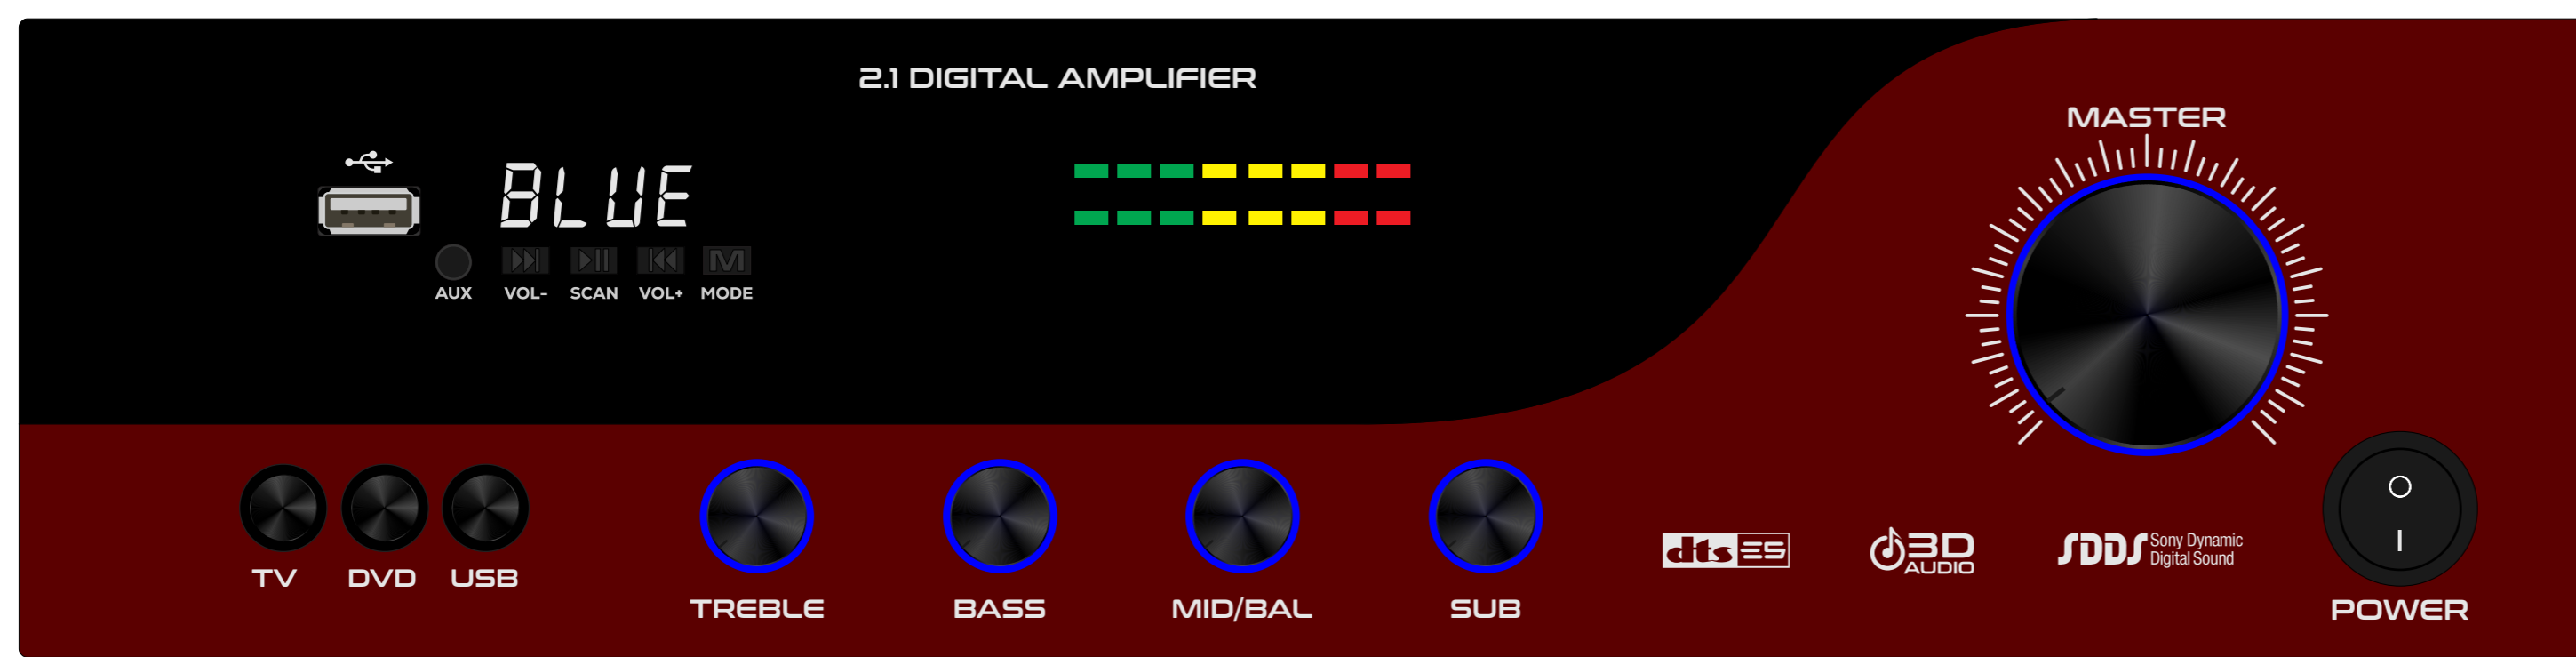 2.1 DIGITAL AMPLIFIER
MASTER
BLUE
M
AUX VOL- SCAN VOL+ MODE
TV DVD USB
TREBLE BASS MID/BAL SUB
dts ES
3D
AUDIO
SDDS Sony Dynamic
Digital Sound
POWER